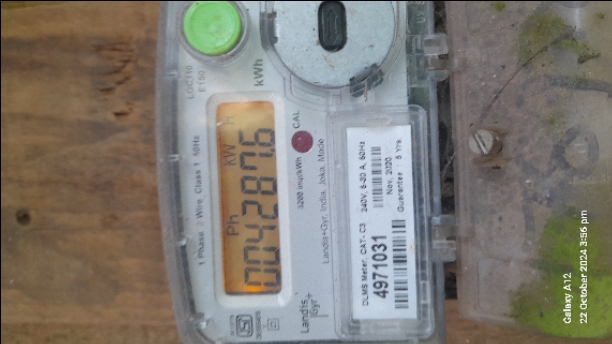 kWh
1 Phase 2 Wire, Class 1 50Hz
Ph KW H
004287.6
3200 imp/kWh
CAL
Landis+Gyr, India, Joka, Made
Landis
Gyr
DLMS Meter, CAT- C3 240V, 5-30 A, 50Hz
4971031
Nov, 2020
Guarantee : 5 Yrs.
Galaxy A12
22 October 2024 3:56 pm